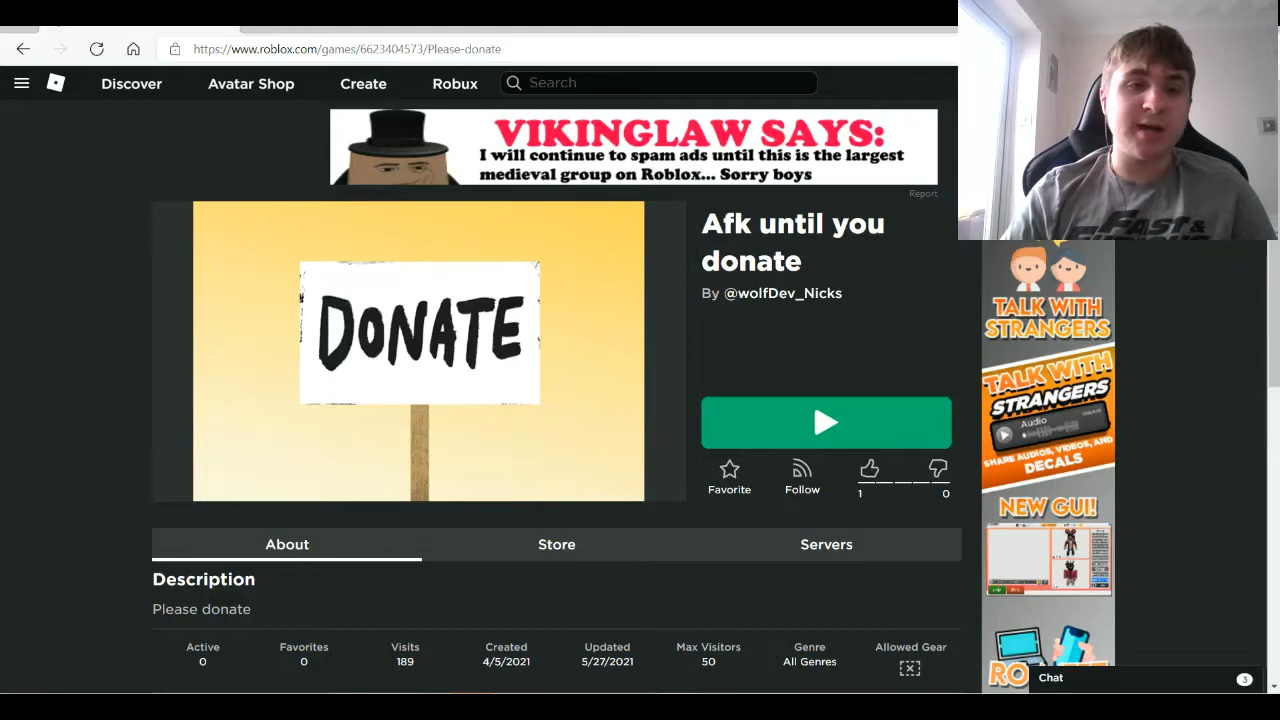 https://www.roblox.com/games/6623404573/Please-donate
Discover
Avatar Shop
Create
Robux
Search
VIKINGLAW SAYS:
I will continue to spam ads until this is the largest
medieval group on Roblox... Sorry boys
Report
DONATE
Afk until you
donate
By @wolfDev_Nicks
Favorite
Follow
1
0
About
Store
Servers
Description
Please donate
Active
0
Favorites
0
Visits
189
Created
4/5/2021
Updated
5/27/2021
Max Visitors
50
Genre
All Genres
Allowed Gear
FAST &
TALK WITH
STRANGERS
TALK WITH
STRANGERS
Audio
SHARE AUDIOS, VIDEOS, AND
DECALS
NEW GUI!
Chat
3